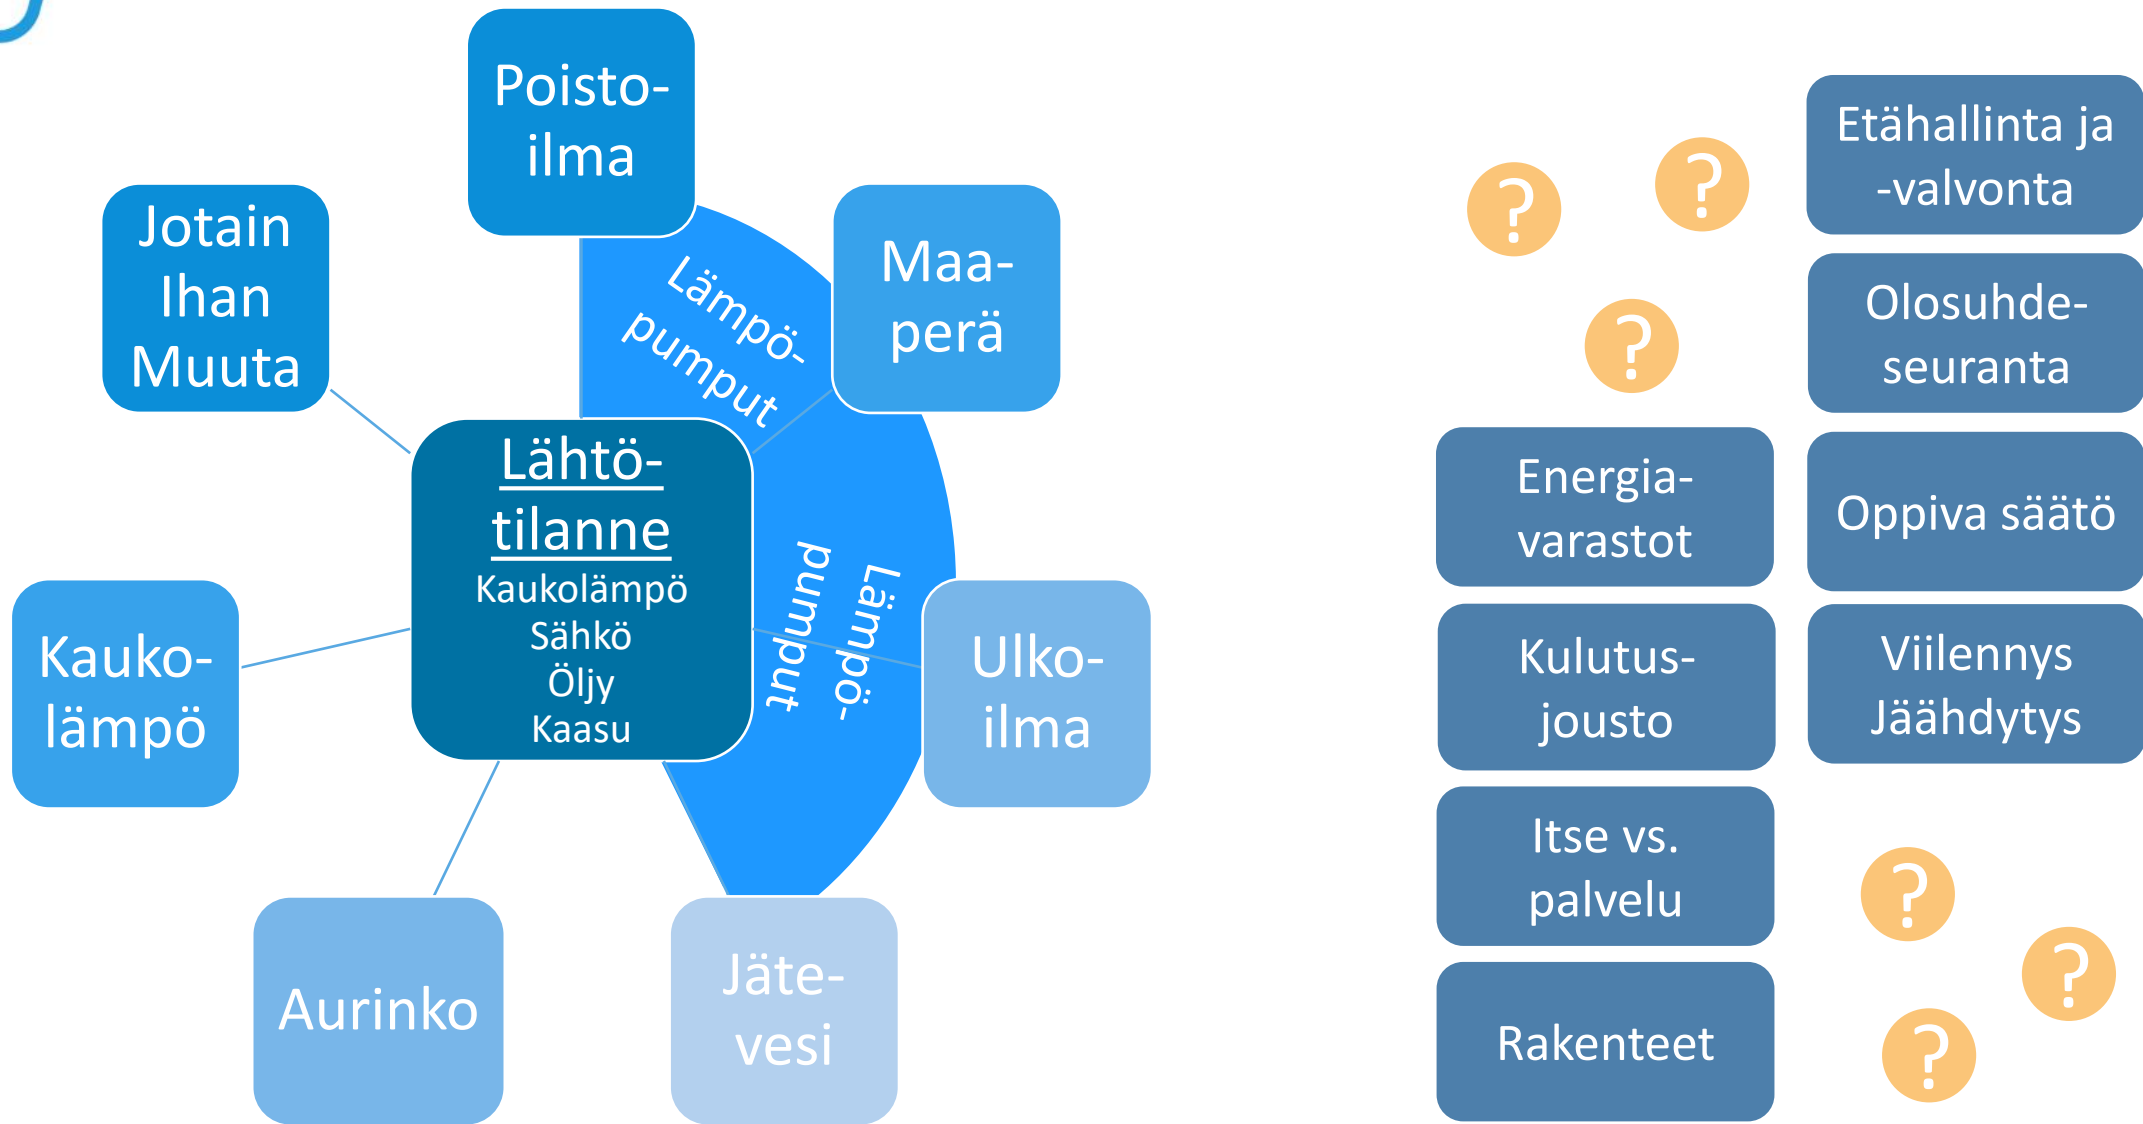 Poisto-
ilma
Jotain
Ihan
Muuta
Maa-
perä
Lämpö-
pumput
Lähtö-
tilanne
Kaukolämpö
Sähkö
Öljy
Kaasu
Lämpö-
pumput
Kauko-
lämpö
Ulko-
ilma
Aurinko
Jäte-
vesi
?
?
?
Etähallinta ja
-valvonta
Olosuhde-
seuranta
Energia-
varastot
Oppiva säätö
Kulutus-
jousto
Viilennys
Jäähdytys
Itse vs.
palvelu
Rakenteet
?
?
?